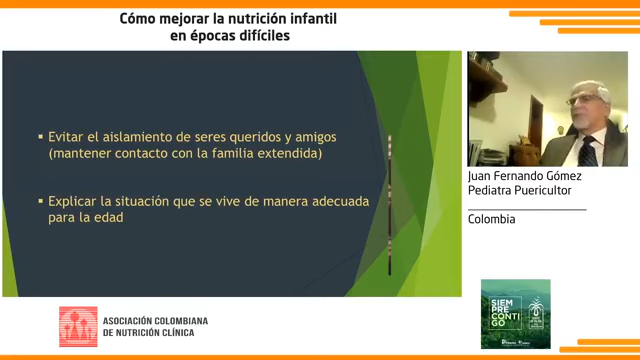 Cómo mejorar la nutrición infantil
en épocas difíciles
▪ Evitar el aislamiento de seres queridos y amigos
(mantener contacto con la familia extendida)
▪ Explicar la situación que se vive de manera adecuada
para la edad
Juan Fernando Gómez
Pediatra Puericultor
Colombia
ASOCIACIÓN COLOMBIANA
DE NUTRICIÓN CLÍNICA
SIEM
PRE
CONTI
GO